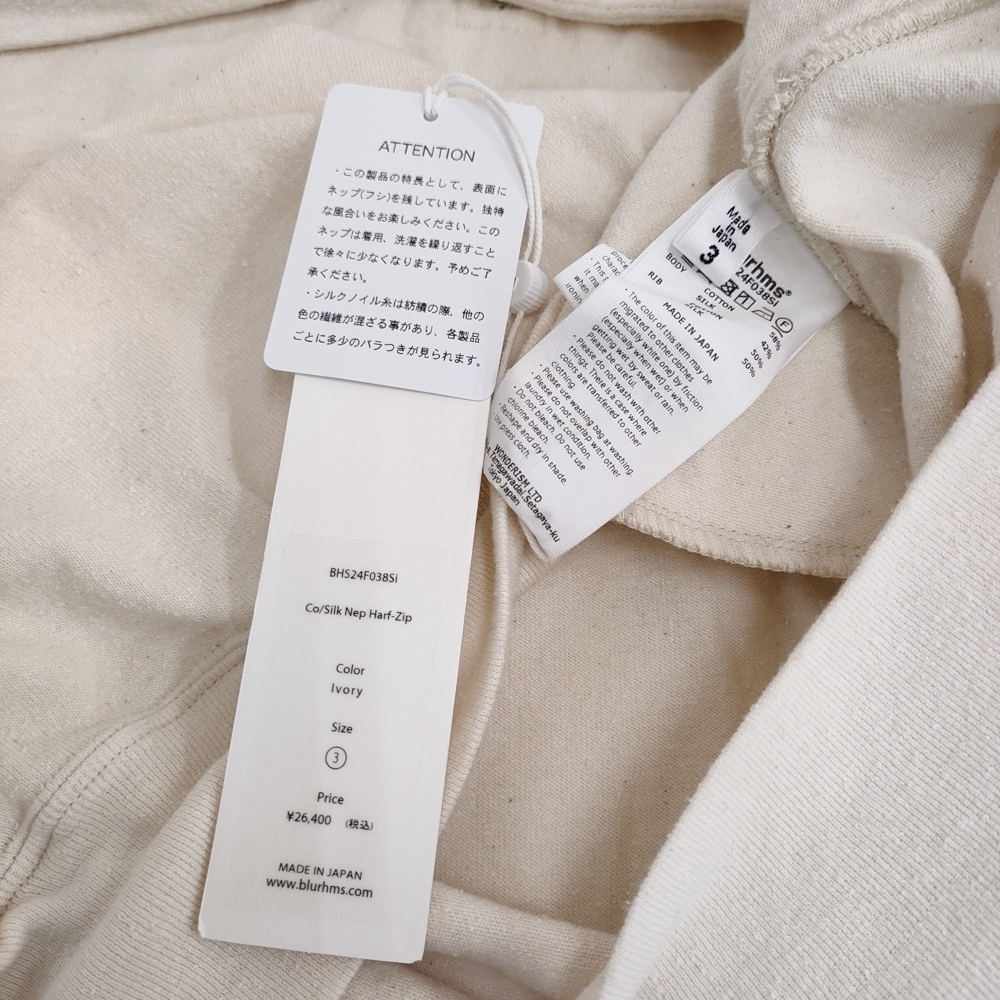 ATTENTION
・この製品の特長として、表面に
ネップ(フシ)を残しています。独特
な風合いをお楽しみください。この
ネップは着用、洗濯を繰り返すこと
で徐々に少なくなります。予めご了
承ください。
・シルクノイル糸は紡績の際、他の
色の繊維が混ざる事があり、各製品
ごとに多少のバラつきが見られます。
BHS24F038Si
Co/Silk Nep Harf-Zip
Color
Ivory
Size
3
Price
¥26,400 (税込)
MADE IN JAPAN
www.blurhms.com
Made
in
Japan
3
urhms®
24F038Si
BODY
COTTON 58%
SILK 42%
RIB
50%
50%
MADE IN JAPAN
・The color of this item may be
migrated to other clothes
(especially white one) by friction
(especially when wet) or when
getting wet by sweat or rain.
Please be careful.
・Please do not wash with other
things. There is a case where
colors are transferred to other
clothing.
・Please use washing bag at washing.
・Please do not overlap with other
laundry in wet condition.
・Do not bleach. Do not use
chlorine bleach.
・Reshape and dry in shade.
Use press cloth.
WONDERISM LTD
Tamagawadai,Setagaya-ku
Tokyo Japan